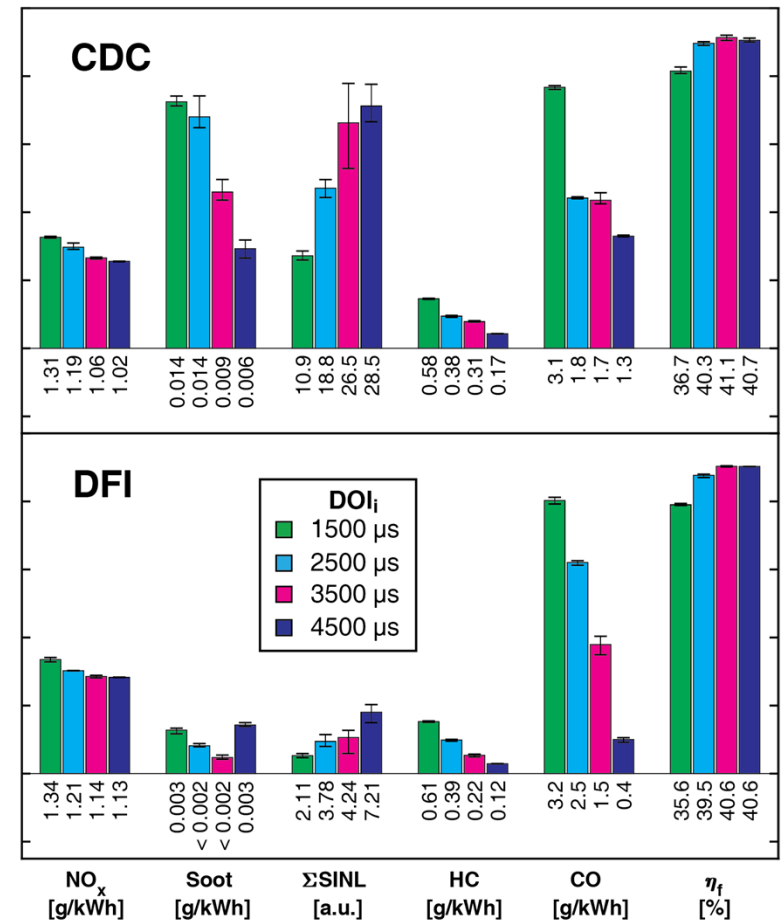 CDC
1.31 1.19 1.06 1.02 0.014 0.014 0.009 0.006 10.9 18.8 26.5 28.5 0.58 0.38 0.31 0.17 3.1 1.8 1.7 1.3 36.7 40.3 41.1 40.7
DFI
DOIi
1500 µs
2500 µs
3500 µs
4500 µs
1.34 1.21 1.14 1.13 0.003 < 0.002 < 0.002 0.003 2.11 3.78 4.24 7.21 0.61 0.39 0.22 0.12 3.2 2.5 1.5 0.4 35.6 39.5 40.6 40.6
NOx Soot ΣSINL HC CO ηf
[g/kWh] [g/kWh] [a.u.] [g/kWh] [g/kWh] [%]